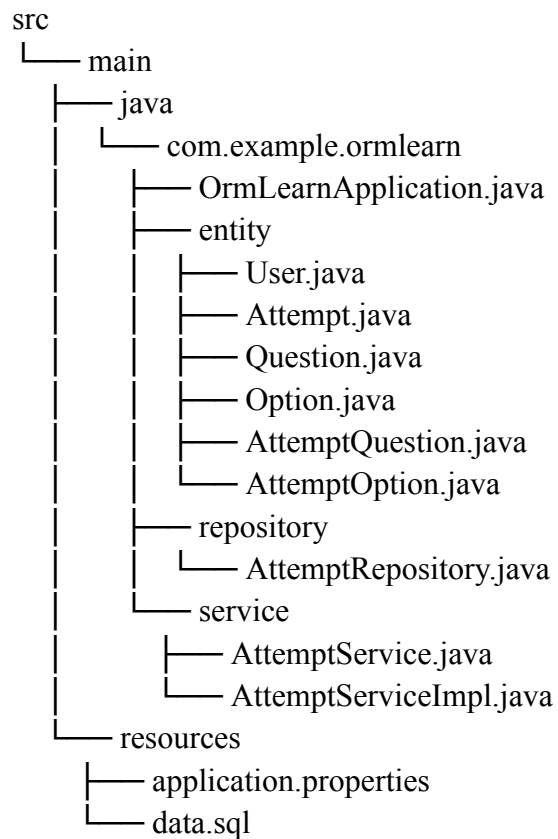 src
└── main
├── java
│ └── com.example.ormlearn
│ ├── OrmLearnApplication.java
│ ├── entity
│ │ ├── User.java
│ │ ├── Attempt.java
│ │ ├── Question.java
│ │ ├── Option.java
│ │ ├── AttemptQuestion.java
│ │ └── AttemptOption.java
│ ├── repository
│ │ └── AttemptRepository.java
│ └── service
│ ├── AttemptService.java
│ └── AttemptServiceImpl.java
└── resources
├── application.properties
└── data.sql